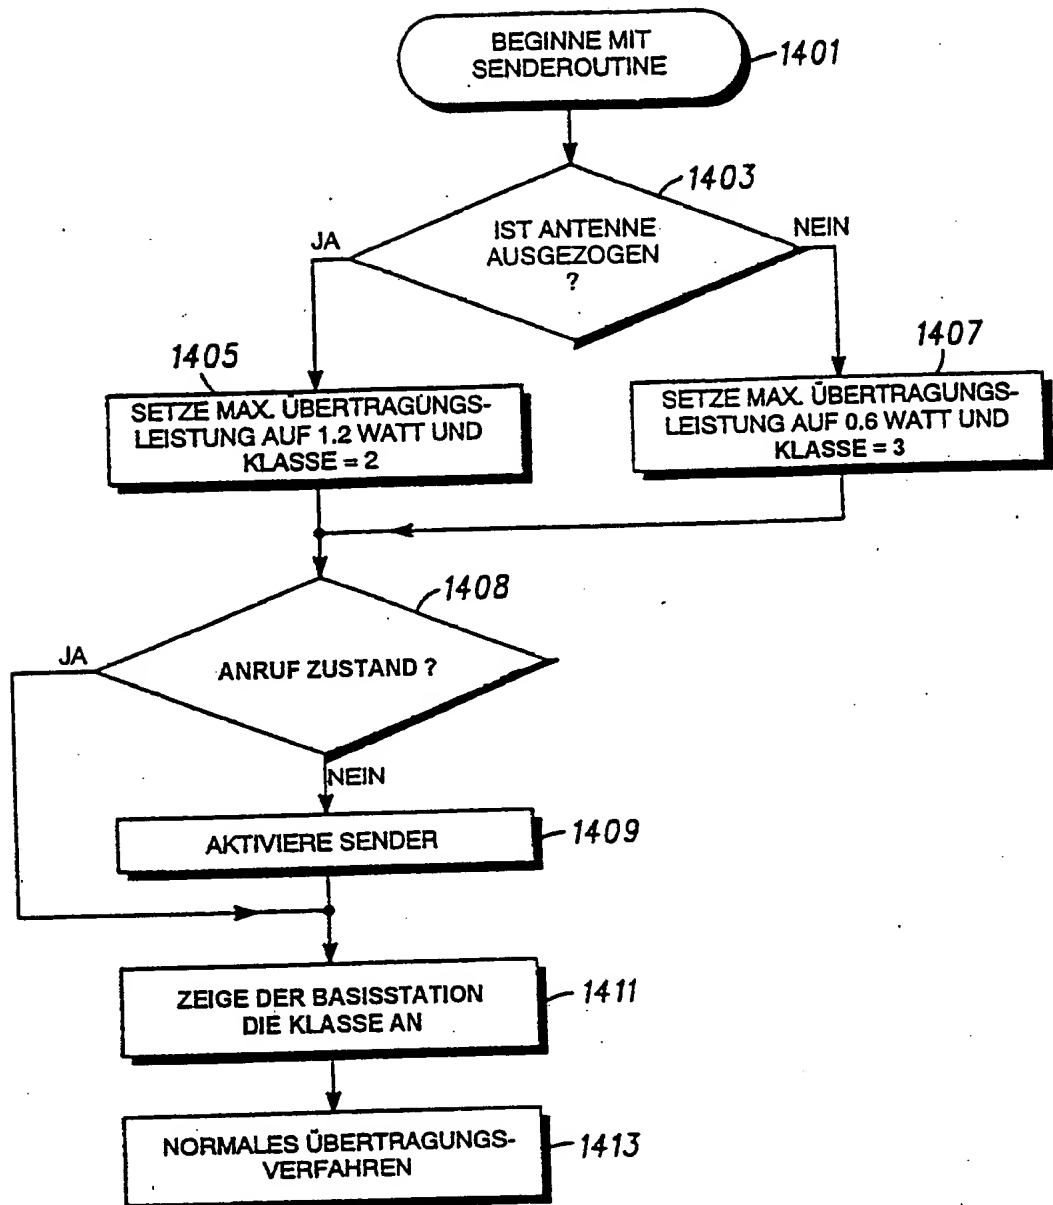 BEGINNE MIT
SENDEROUTINE
1401
1403
IST ANTENNE
AUSGEZOGEN
?
JA
NEIN
1405
SETZE MAX. ÜBERTRAGUNGS-
LEISTUNG AUF 1.2 WATT UND
KLASSE = 2
1407
SETZE MAX. ÜBERTRAGUNGS-
LEISTUNG AUF 0.6 WATT UND
KLASSE = 3
1408
JA
ANRUF ZUSTAND ?
NEIN
AKTIVIERE SENDER
1409
ZEIGE DER BASISSTATION
DIE KLASSE AN
1411
NORMALES ÜBERTRAGUNGS-
VERFAHREN
1413